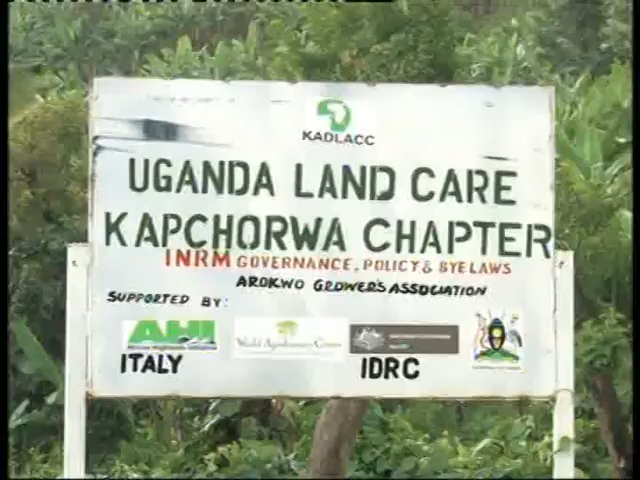 KADLACC
UGANDA LAND CARE
KAPCHORWA CHAPTER
INRM GOVERNANCE, POLICY & BYELAWS
AROKWO GROWER'S ASSOCIATION
SUPPORTED BY:
AHI
World Agroforestry Centre
ITALY
IDRC